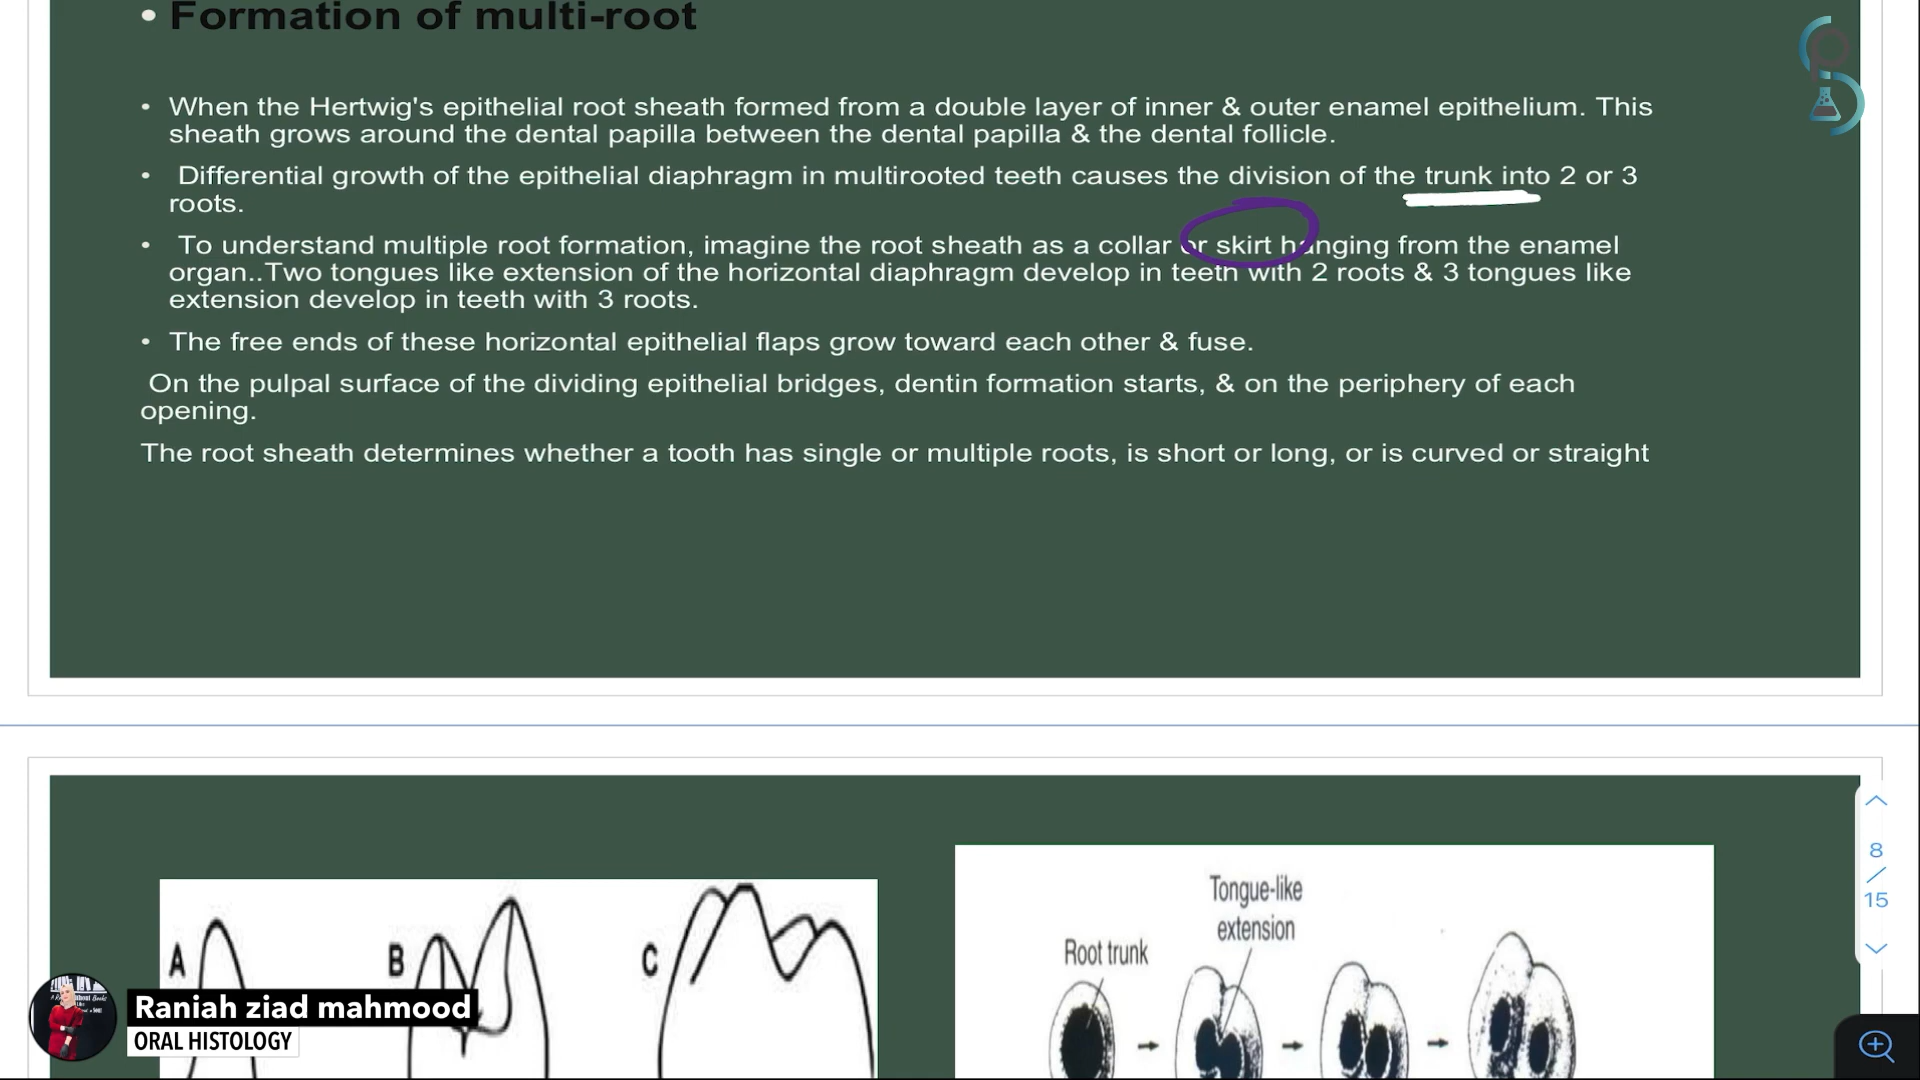 • Formation of multi-root
• When the Hertwig's epithelial root sheath formed from a double layer of inner & outer enamel epithelium. This
sheath grows around the dental papilla between the dental papilla & the dental follicle.
• Differential growth of the epithelial diaphragm in multirooted teeth causes the division of the trunk into 2 or 3
roots.
• To understand multiple root formation, imagine the root sheath as a collar or skirt hanging from the enamel
organ..Two tongues like extension of the horizontal diaphragm develop in teeth with 2 roots & 3 tongues like
extension develop in teeth with 3 roots.
• The free ends of these horizontal epithelial flaps grow toward each other & fuse.
On the pulpal surface of the dividing epithelial bridges, dentin formation starts, & on the periphery of each
opening.
The root sheath determines whether a tooth has single or multiple roots, is short or long, or is curved or straight
8
/
15
Tongue-like
extension
Root trunk
A
B
C
Raniah ziad mahmood
ORAL HISTOLOGY